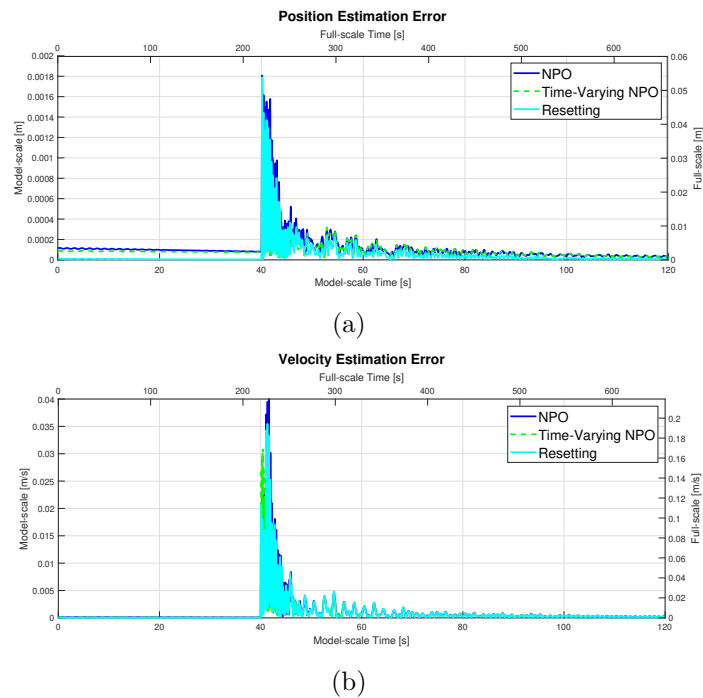 Position Estimation Error
Full-scale Time [s]
0 100 200 300 400 500 600
0.002 0.06
NPO
Time-Varying NPO
Resetting
0.0018
0.0016 0.05
0.0014
0.0012 0.04
0.001 0.03
0.0008
0.0006 0.02
0.0004 0.01
0.0002
0 0
Model-scale [m]
Full-scale [m]
0 20 40 60 80 100 120
Model-scale Time [s]
(a)
Velocity Estimation Error
Full-scale Time [s]
0 100 200 300 400 500 600
0.04
NPO
Time-Varying NPO
Resetting
0.035 0.2
0.03 0.18
0.025 0.16
0.02 0.14
0.015 0.12
0.01 0.1
0.005 0.08
0 0.06
0.04
0.02
0
Model-scale [m/s]
Full-scale [m/s]
0 20 40 60 80 100 120
Model-scale Time [s]
(b)